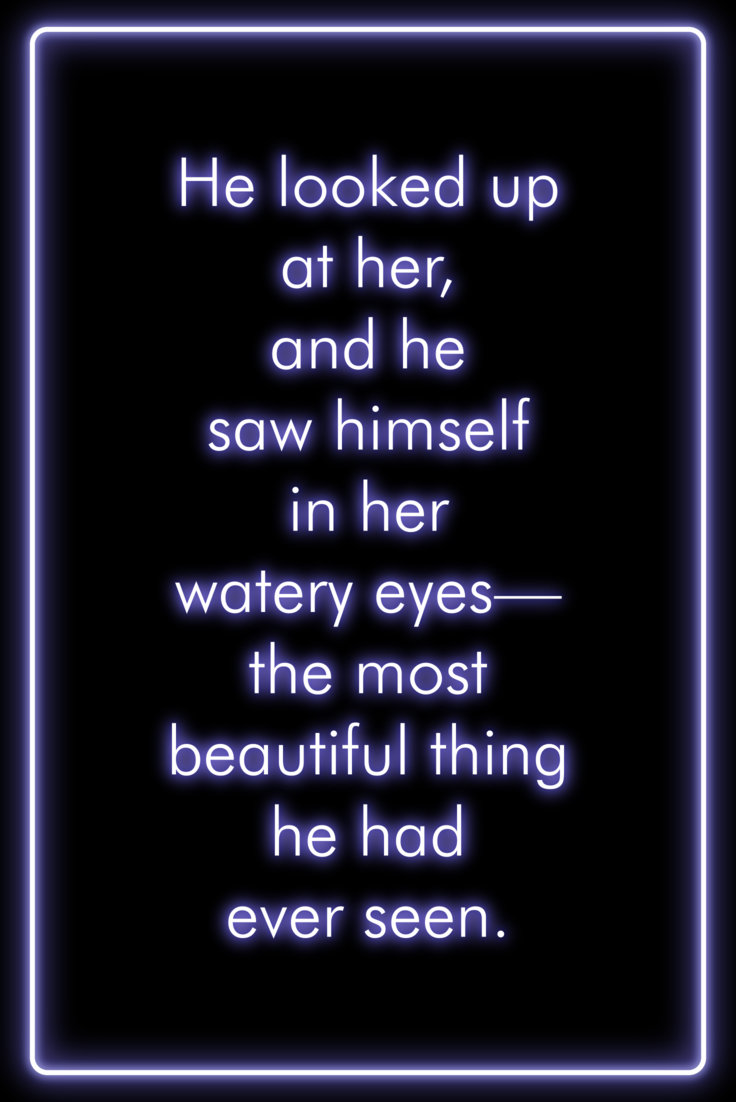 He looked up
at her,
and he
saw himself
in her
watery eyes—
the most
beautiful thing
he had
ever seen.